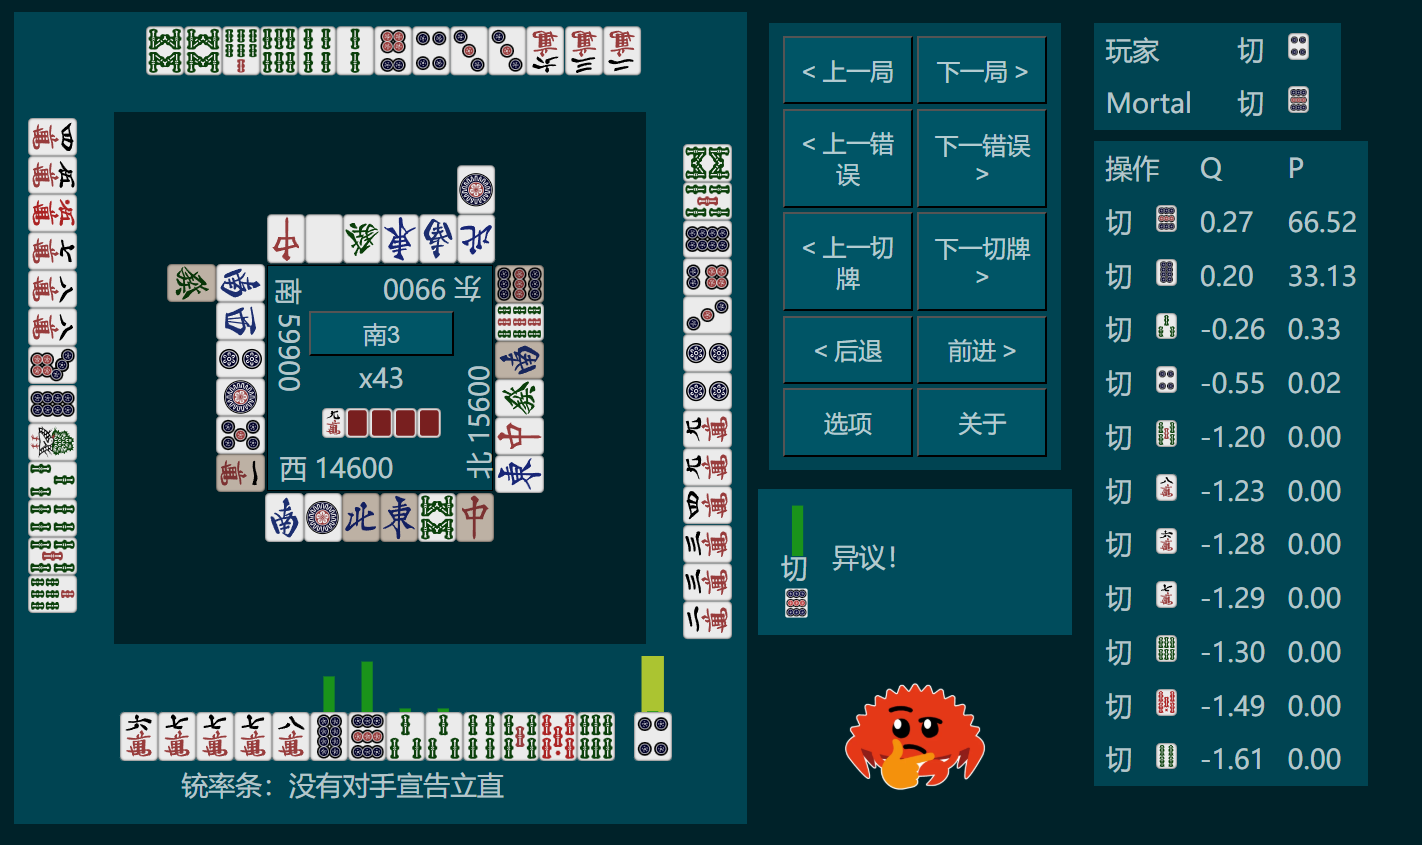 < 上一局
下一局 >
< 上一错误
下一错误 >
< 上一切牌
下一切牌 >
< 后退
前进 >
选项
关于
玩家 切
Mortal 切
操作 Q P
切 0.27 66.52
切 0.20 33.13
切 -0.26 0.33
切 -0.55 0.02
切 -1.20 0.00
切 -1.23 0.00
切 -1.28 0.00
切 -1.29 0.00
切 -1.30 0.00
切 -1.49 0.00
切 -1.61 0.00
切
异议!
东 9900
南 59900
南3
x43
北 15600
西 14600
铳率条：没有对手宣告立直